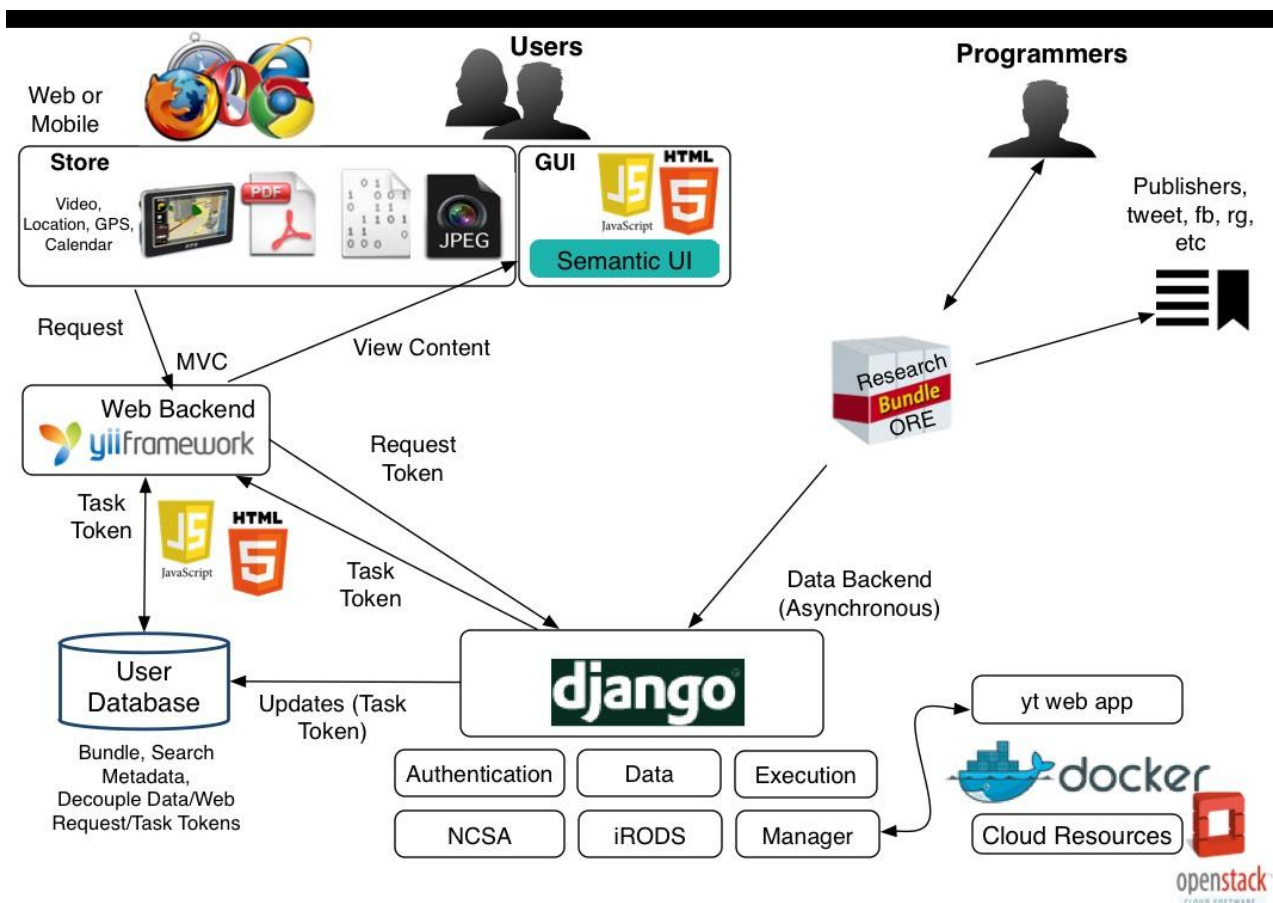 Users
Programmers
Web or
Mobile
Store
Video,
Location, GPS,
Calendar
PDF
JPEG
GUI
JS
JavaScript
HTML
5
Semantic UI
Publishers,
tweet, fb, rg,
etc
Request
MVC
View Content
Research
Bundle
ORE
Web Backend
yiiframework
Request
Token
Task
Token
JS
JavaScript
HTML
5
Task
Token
Data Backend
(Asynchronous)
User
Database
Updates (Task
Token)
django
Bundle, Search
Metadata,
Decouple Data/Web
Request/Task Tokens
Authentication
Data
Execution
NCSA
iRODS
Manager
yt web app
docker
Cloud Resources
openstack
CLOUD SOFTWARE